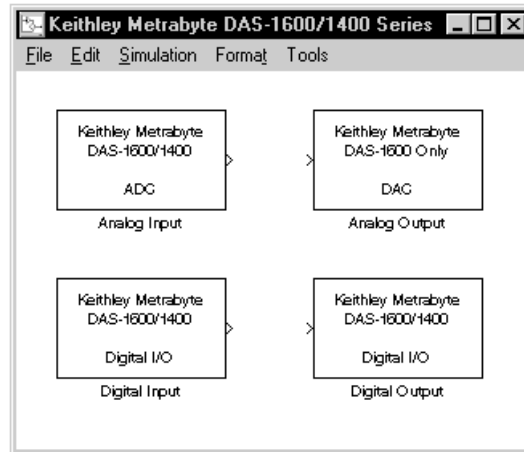 Keithley Metrabyte DAS-1600/1400 Series
File Edit Simulation Format Tools
Keithley Metrabyte
DAS-1600/1400
ADC
Analog Input
Keithley Metrabyte
DAS-1600 Only
DAC
Analog Output
Keithley Metrabyte
DAS-1600/1400
Digital I/O
Digital Input
Keithley Metrabyte
DAS-1600/1400
Digital I/O
Digital Output